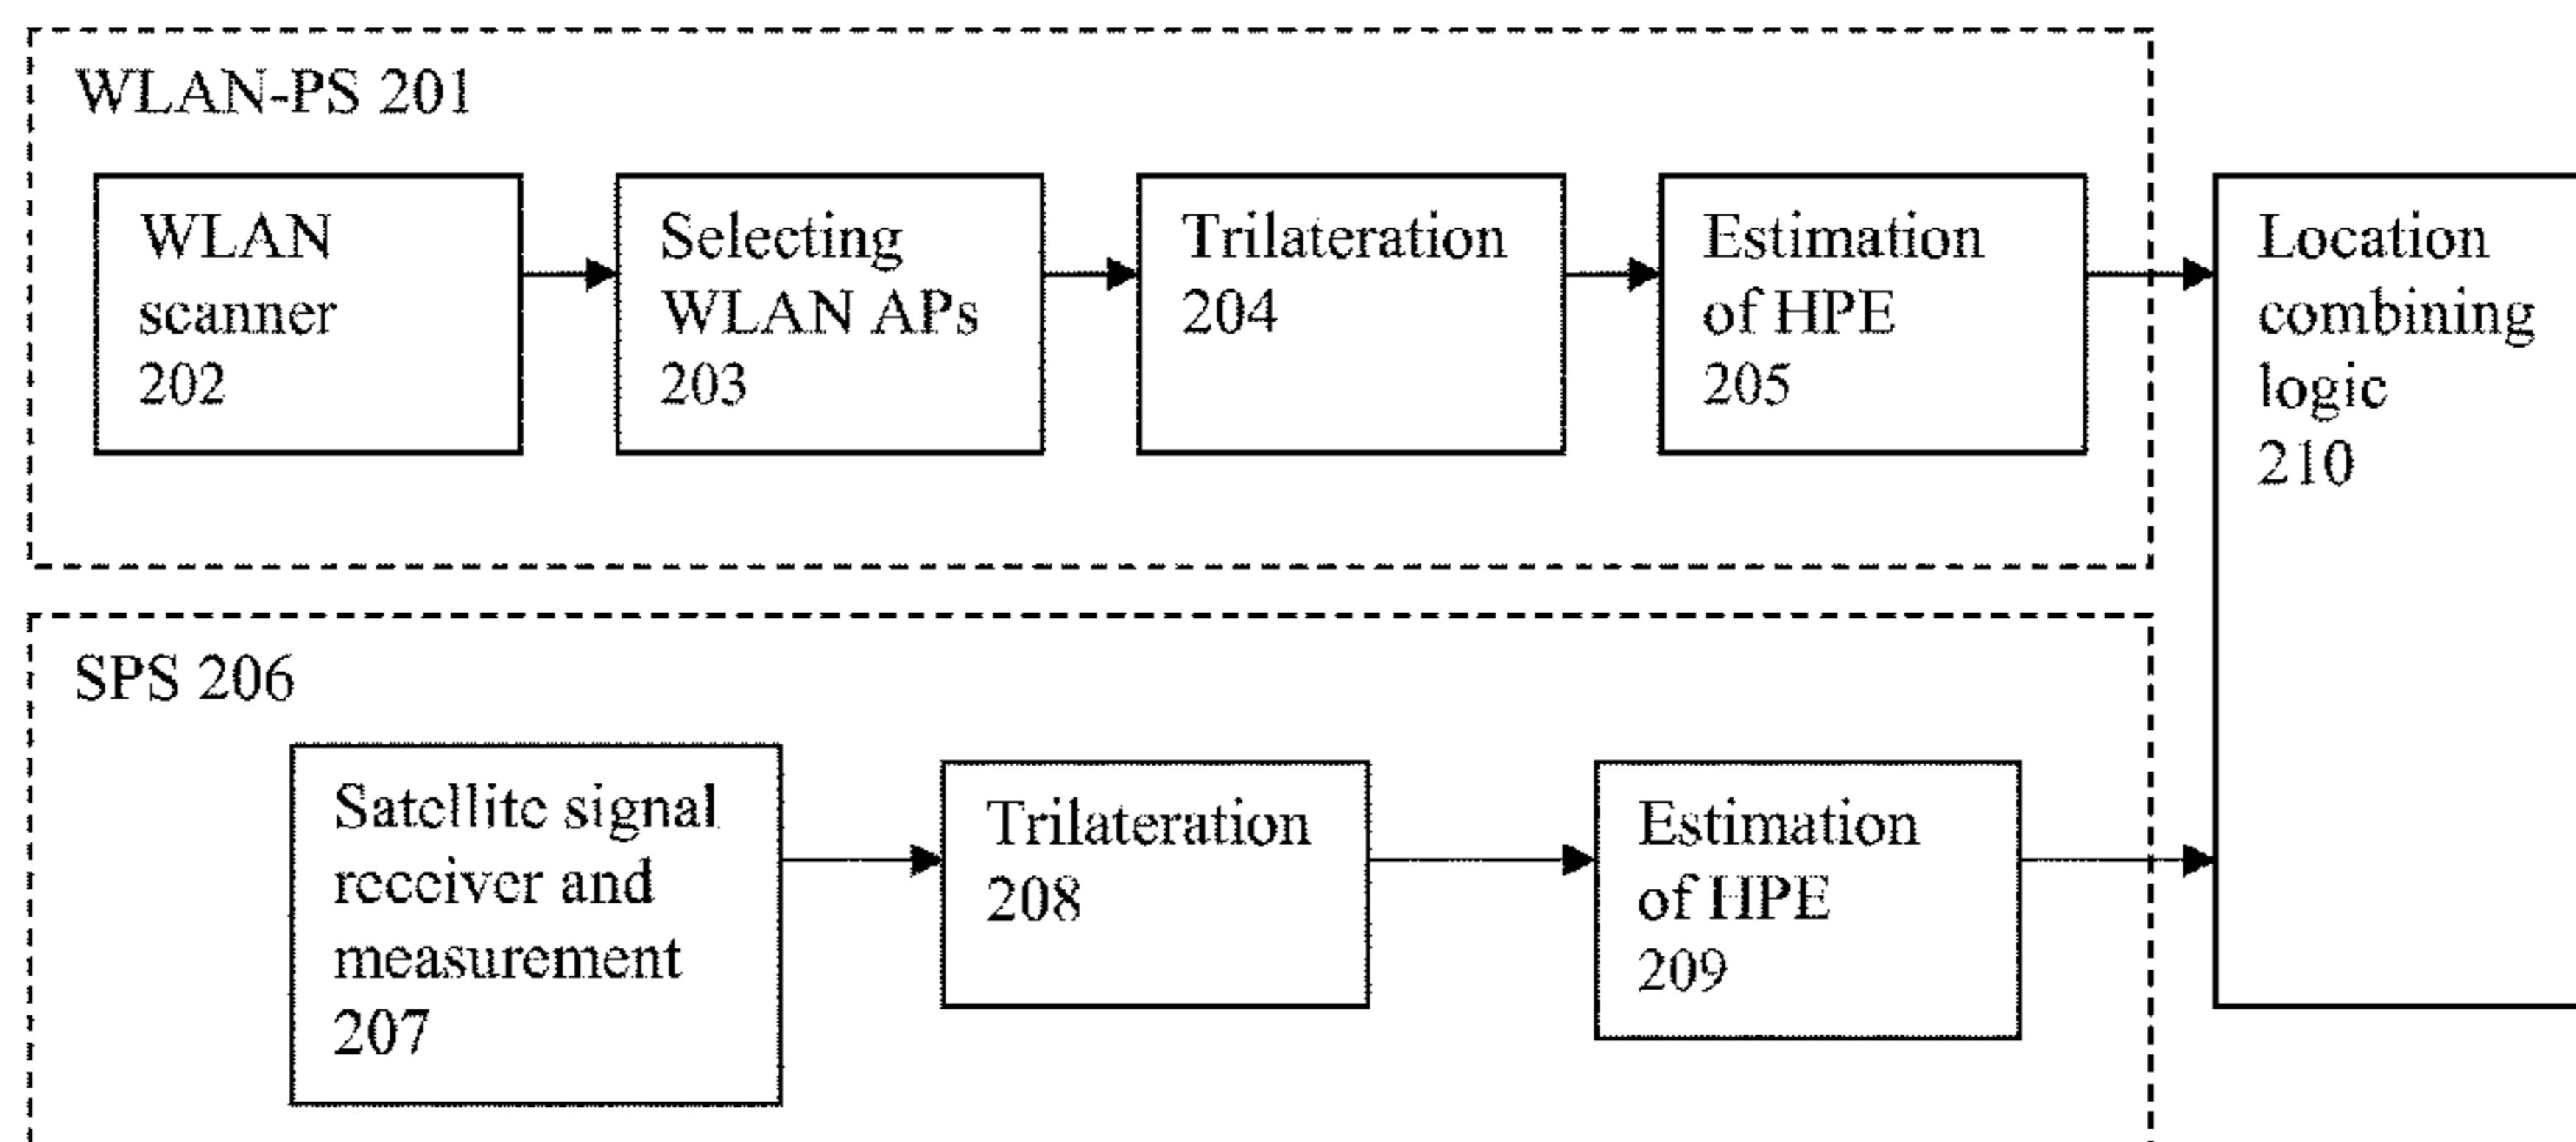 WLAN-PS 201
WLAN
scanner
202
Selecting
WLAN APs
203
Trilateration
204
Estimation
of HPE
205
Location
combining
logic
210
SPS 206
Satellite signal
receiver and
measurement
207
Trilateration
208
Estimation
of HPE
209